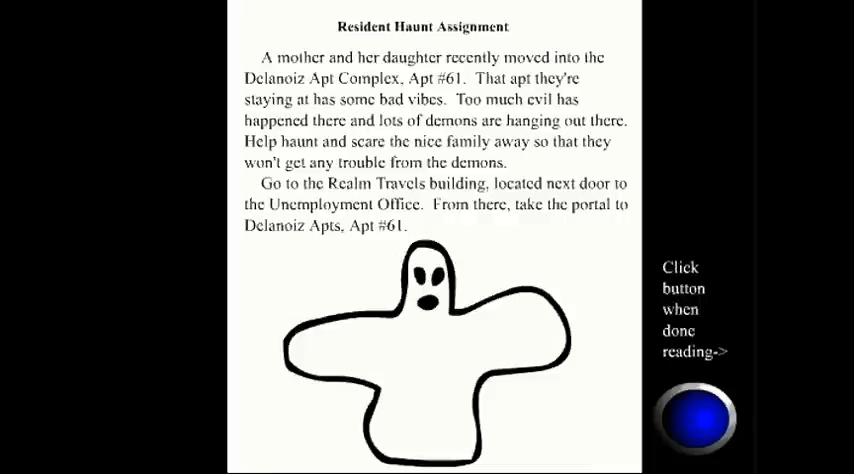 Resident Haunt Assignment
A mother and her daughter recently moved into the
Delanoiz Apt Complex, Apt #61. That apt they're
staying at has some bad vibes. Too much evil has
happened there and lots of demons are hanging out there.
Help haunt and scare the nice family away so that they
won't get any trouble from the demons.
Go to the Realm Travels building, located next door to
the Unemployment Office. From there, take the portal to
Delanoiz Apts, Apt #61.
Click
button
when
done
reading->